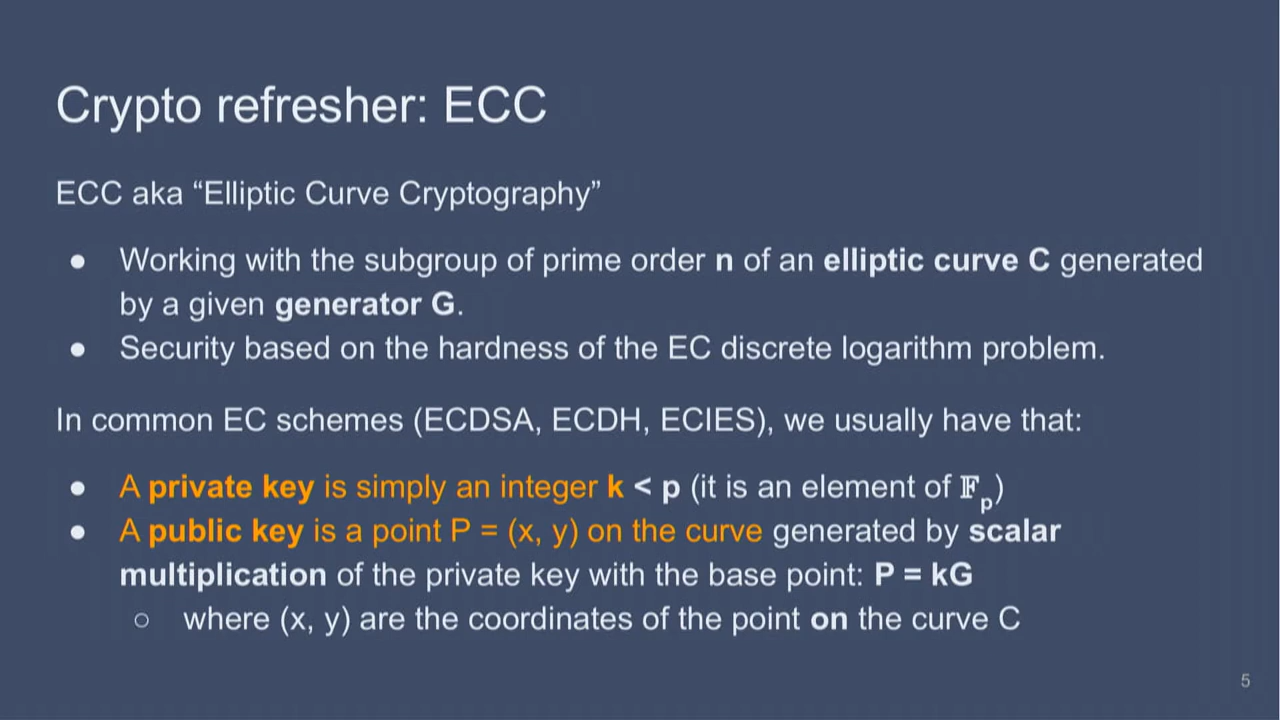 Crypto refresher: ECC
ECC aka “Elliptic Curve Cryptography”
● Working with the subgroup of prime order n of an elliptic curve C generated
by a given generator G.
● Security based on the hardness of the EC discrete logarithm problem.
In common EC schemes (ECDSA, ECDH, ECIES), we usually have that:
● A private key is simply an integer k < p (it is an element of 𝔽p)
● A public key is a point P = (x, y) on the curve generated by scalar
multiplication of the private key with the base point: P = kG
○ where (x, y) are the coordinates of the point on the curve C
5